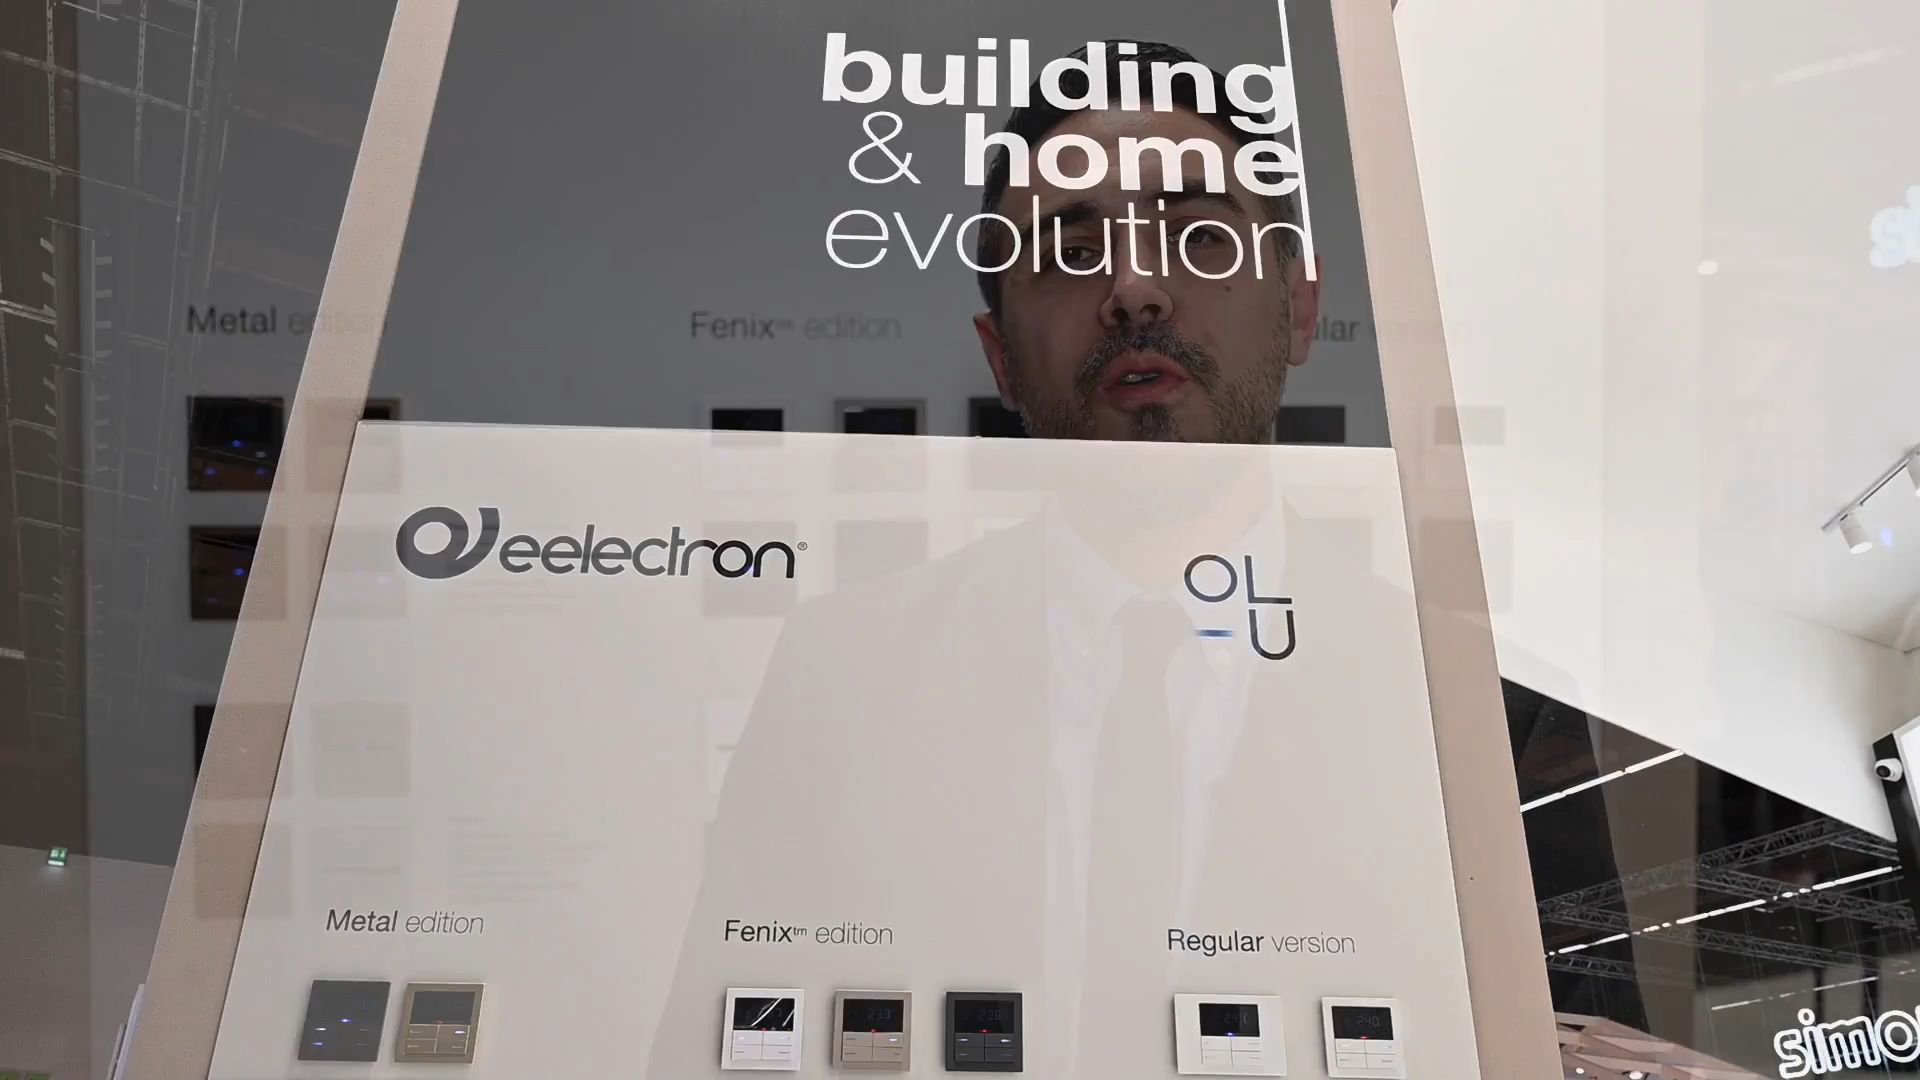 building
& home
evolution
Metal edition
Fenix™ edition
eelectron®
OL
U
Metal edition
Fenix™ edition
Regular version